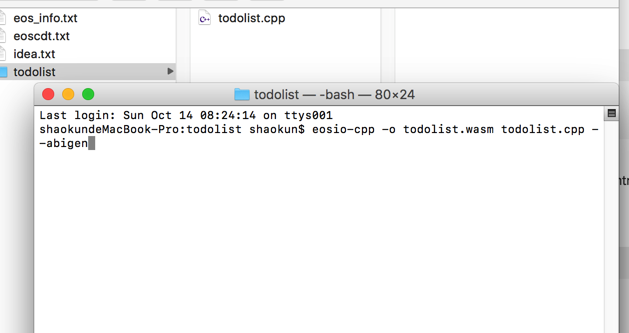 eos_info.txt
todolist.cpp
eoscdt.txt
idea.txt
todolist
todolist — -bash — 80×24
Last login: Sun Oct 14 08:24:14 on ttys001
shaokundeMacBook-Pro:todolist shaokun$ eosio-cpp -o todolist.wasm todolist.cpp -
-abigen